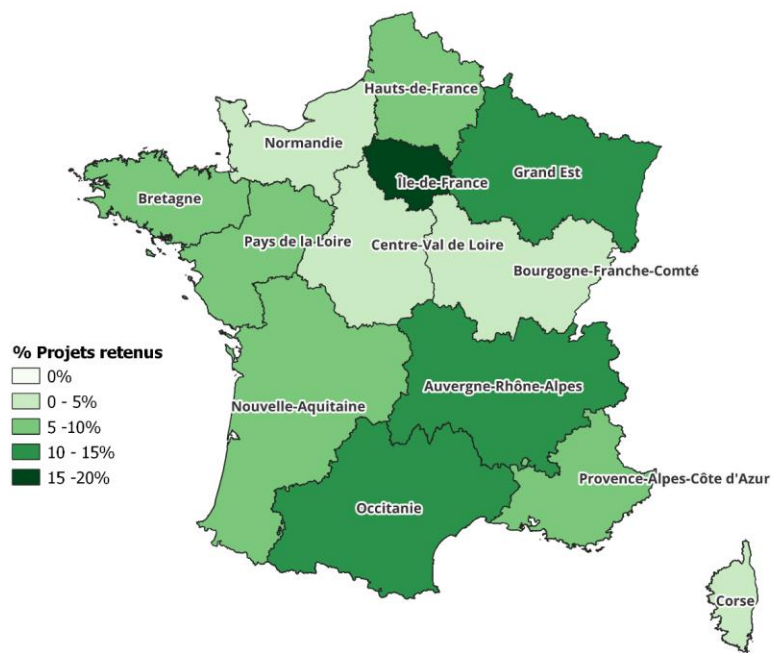 Hauts-de-France
Normandie
Île-de-France
Grand Est
Bretagne
Pays de la Loire
Centre-Val de Loire
Bourgogne-Franche-Comté
% Projets retenus
0%
0 - 5%
5 -10%
10 - 15%
15 -20%
Auvergne-Rhône-Alpes
Nouvelle-Aquitaine
Provence-Alpes-Côte d'Azur
Occitanie
Corse